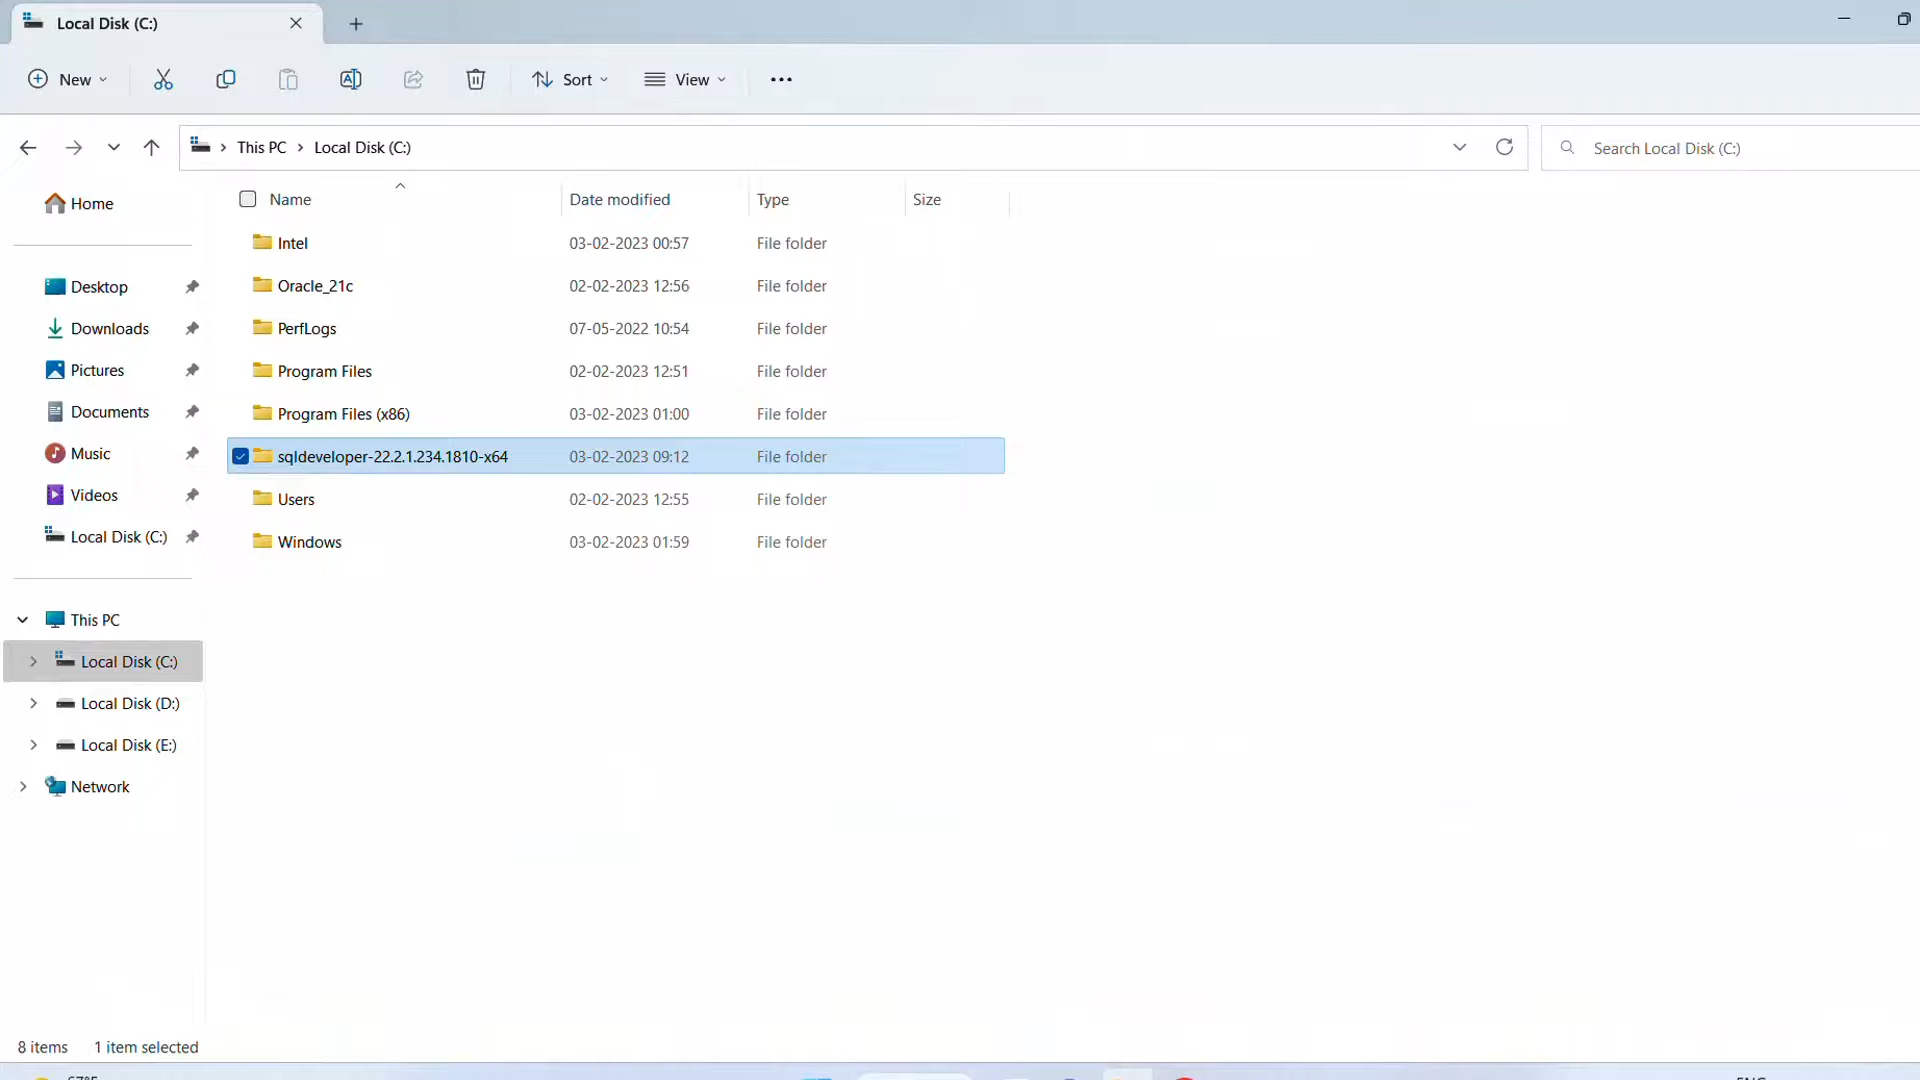 Local Disk (C:)
New
Sort
View
This PC
Local Disk (C:)
Search Local Disk (C:)
Home
Desktop
Downloads
Pictures
Documents
Music
Videos
Local Disk (C:)
This PC
Local Disk (C:)
Local Disk (D:)
Local Disk (E:)
Network
Name Date modified Type Size
Intel 03-02-2023 00:57 File folder
Oracle_21c 02-02-2023 12:56 File folder
PerfLogs 07-05-2022 10:54 File folder
Program Files 02-02-2023 12:51 File folder
Program Files (x86) 03-02-2023 01:00 File folder
sqldeveloper-22.2.1.234.1810-x64 03-02-2023 09:12 File folder
Users 02-02-2023 12:55 File folder
Windows 03-02-2023 01:59 File folder
8 items 1 item selected